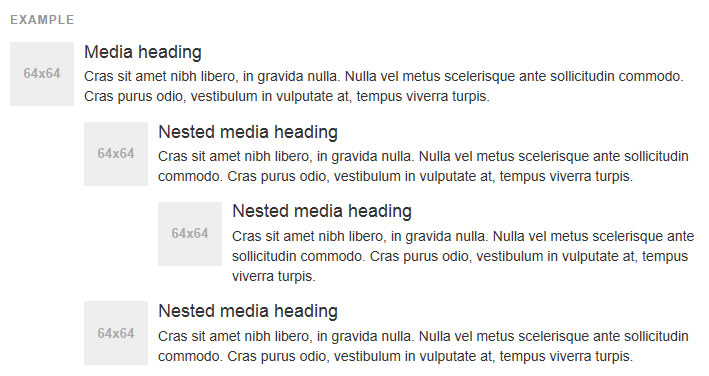 EXAMPLE
64x64
Media heading
Cras sit amet nibh libero, in gravida nulla. Nulla vel metus scelerisque ante sollicitudin commodo.
Cras purus odio, vestibulum in vulputate at, tempus viverra turpis.
64x64
Nested media heading
Cras sit amet nibh libero, in gravida nulla. Nulla vel metus scelerisque ante sollicitudin
commodo. Cras purus odio, vestibulum in vulputate at, tempus viverra turpis.
64x64
Nested media heading
Cras sit amet nibh libero, in gravida nulla. Nulla vel metus scelerisque ante
sollicitudin commodo. Cras purus odio, vestibulum in vulputate at, tempus
viverra turpis.
64x64
Nested media heading
Cras sit amet nibh libero, in gravida nulla. Nulla vel metus scelerisque ante sollicitudin
commodo. Cras purus odio, vestibulum in vulputate at, tempus viverra turpis.